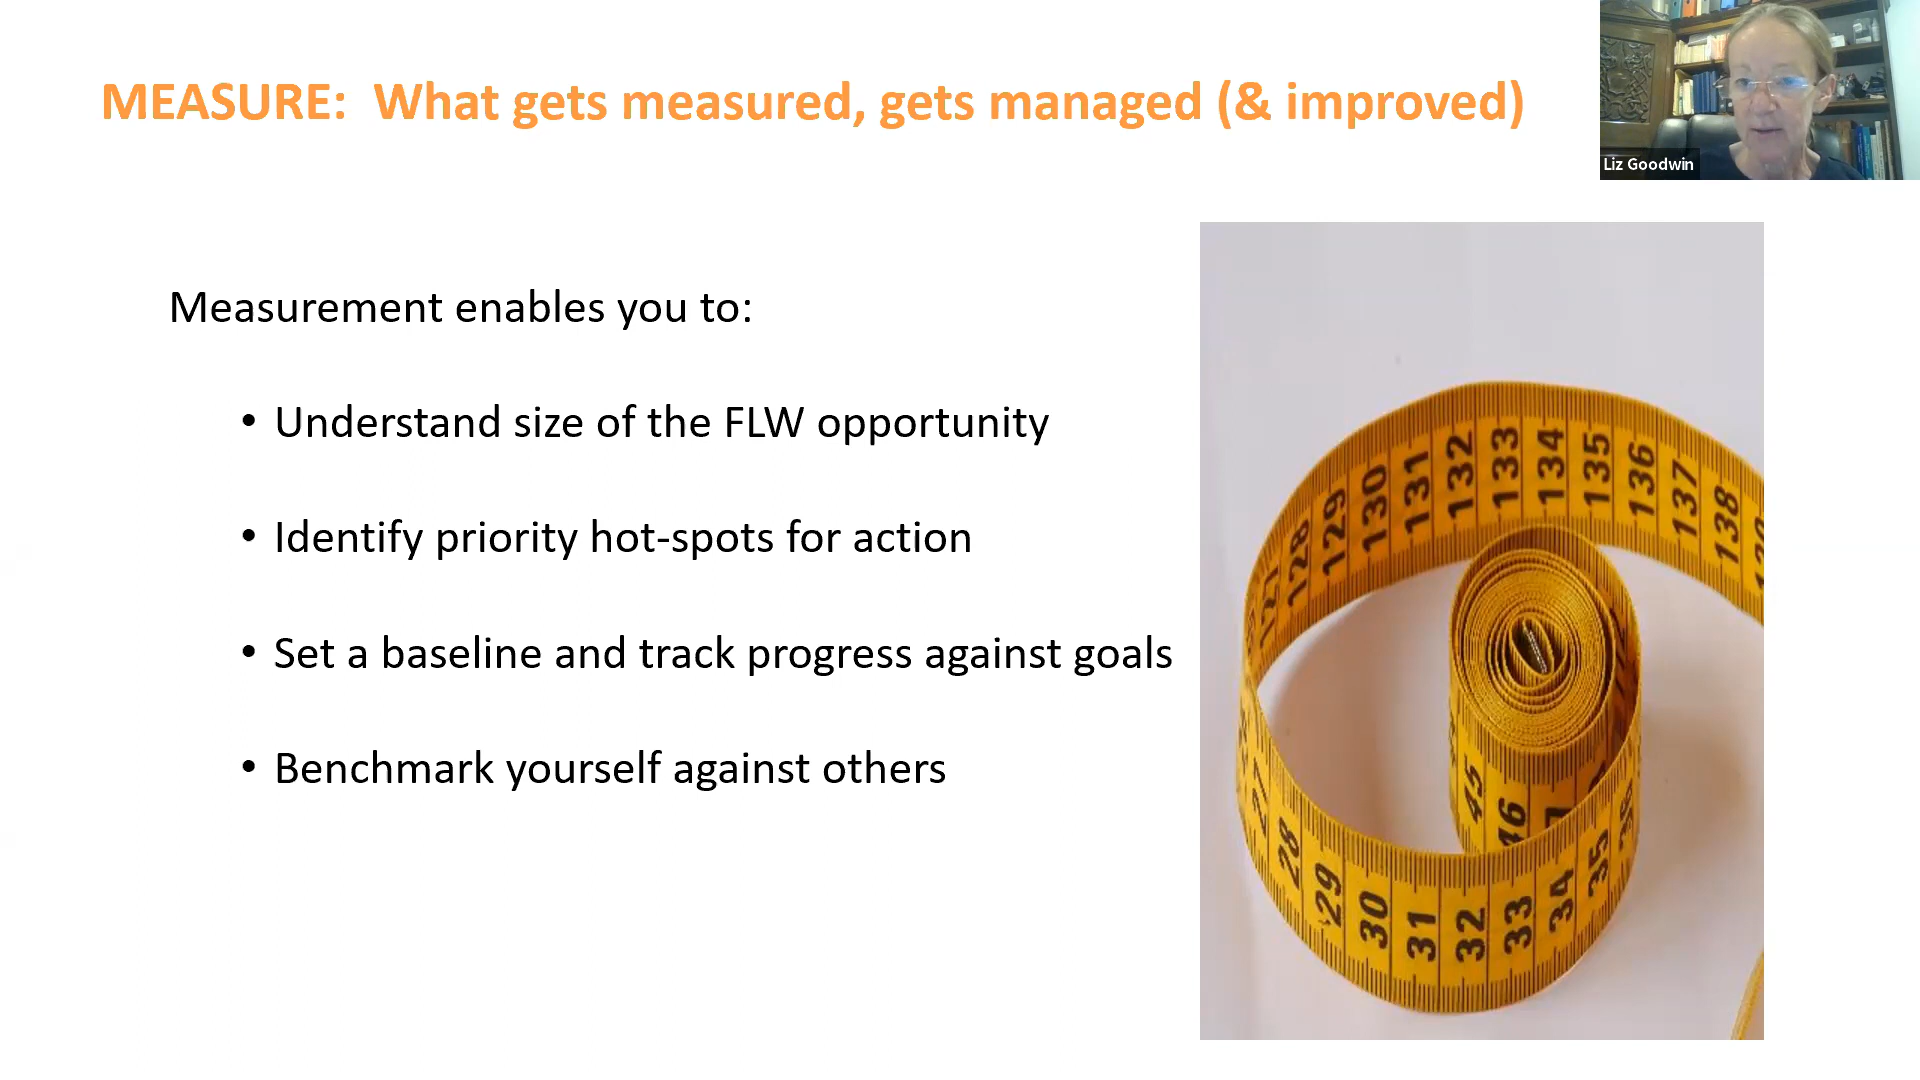 MEASURE: What gets measured, gets managed (& improved)
Liz Goodwin
Measurement enables you to:
• Understand size of the FLW opportunity
• Identify priority hot-spots for action
• Set a baseline and track progress against goals
• Benchmark yourself against others
128 129 130 131 132 133 134 135 136 137 138
45 46
27 28 29 30 31 32 33 34 35